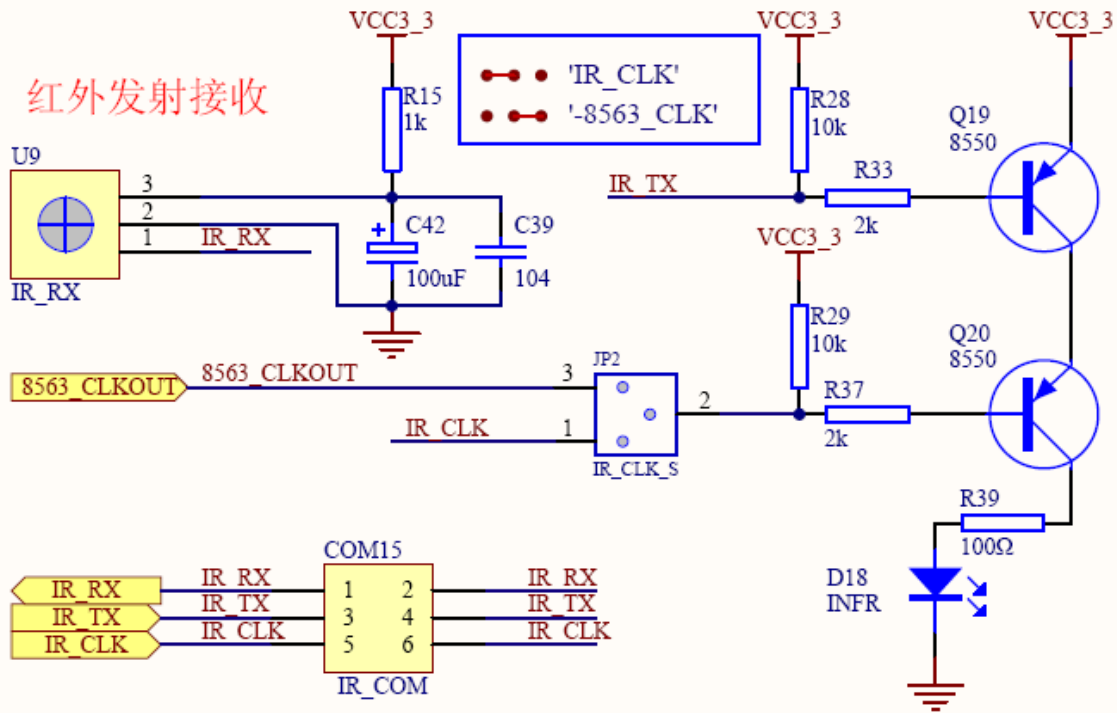 VCC3_3
VCC3_3
VCC3_3
红外发射接收
'IR_CLK'
'-8563_CLK'
R15
1k
R28
10k
Q19
8550
U9
3
2
1
IR_RX
IR_RX
C42
100uF
C39
104
IR_TX
R33
2k
VCC3_3
R29
10k
Q20
8550
8563_CLKOUT
8563_CLKOUT
IR_CLK
JP2
3
1
2
IR_CLK_S
R37
2k
R39
100Ω
D18
INFR
COM15
IR_RX
IR_RX
1
2
IR_RX
IR_TX
IR_TX
3
4
IR_TX
IR_CLK
IR_CLK
5
6
IR_CLK
IR_COM